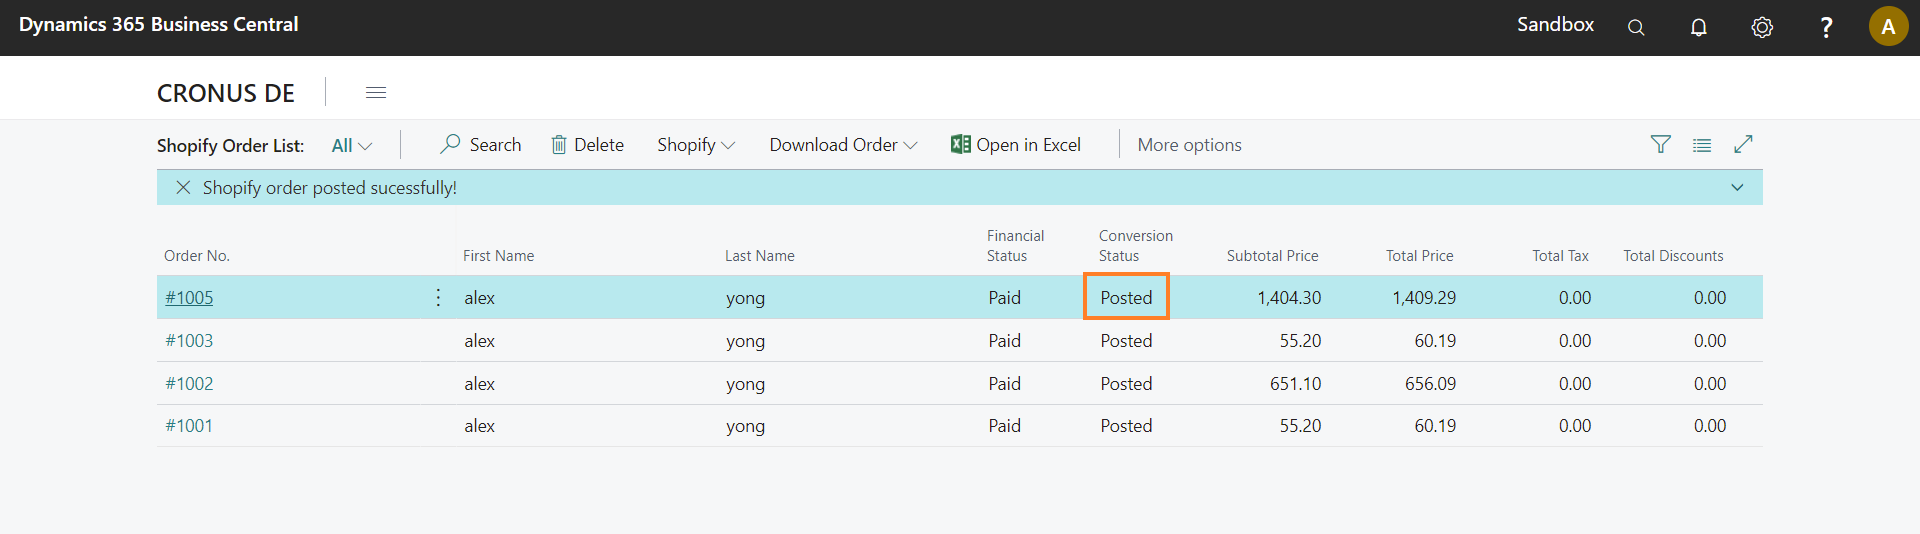 Dynamics 365 Business Central Sandbox ? A
CRONUS DE
Shopify Order List: All Search Delete Shopify Download Order Open in Excel More options
Shopify order posted sucessfully!
Order No. First Name Last Name Financial Status Conversion Status Subtotal Price Total Price Total Tax Total Discounts
#1005 alex yong Paid Posted 1,404.30 1,409.29 0.00 0.00
#1003 alex yong Paid Posted 55.20 60.19 0.00 0.00
#1002 alex yong Paid Posted 651.10 656.09 0.00 0.00
#1001 alex yong Paid Posted 55.20 60.19 0.00 0.00